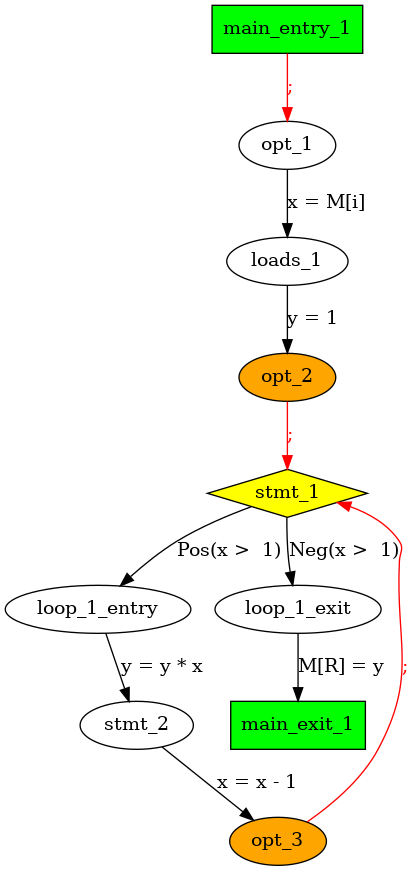 main_entry_1
;
opt_1
x = M[i]
loads_1
y = 1
opt_2
;
stmt_1
Pos(x >  1)
Neg(x >  1)
loop_1_entry
loop_1_exit
y = y * x
M[R] = y
;
stmt_2
main_exit_1
x = x - 1
opt_3